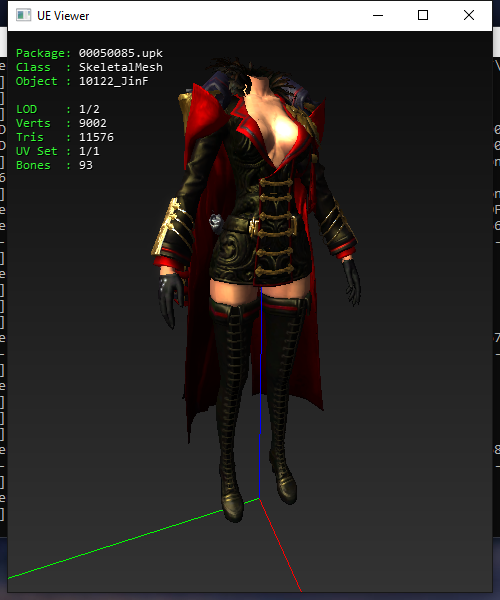 UE Viewer
Package: 00050085.upk
Class  : SkeletalMesh
Object : 10122_JinF
LOD    : 1/2
Verts  : 9002
Tris   : 11576
UV Set : 1/1
Bones  : 93